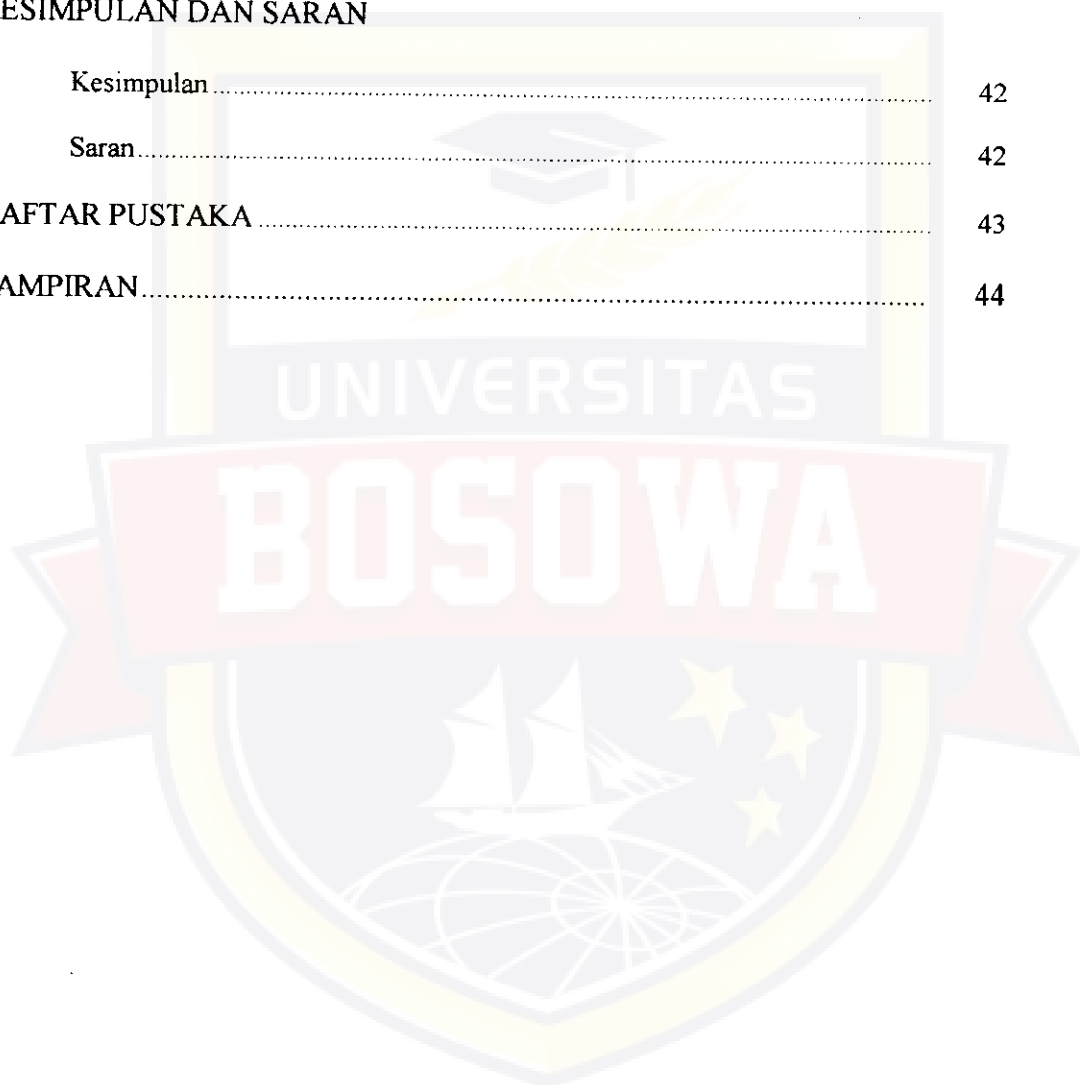 ESIMPULAN DAN SARAN
Kesimpulan........ 42
Saran........ 42
AFTAR PUSTAKA........ 43
AMPIRAN........ 44
UNIVERSITAS
BOSOWA